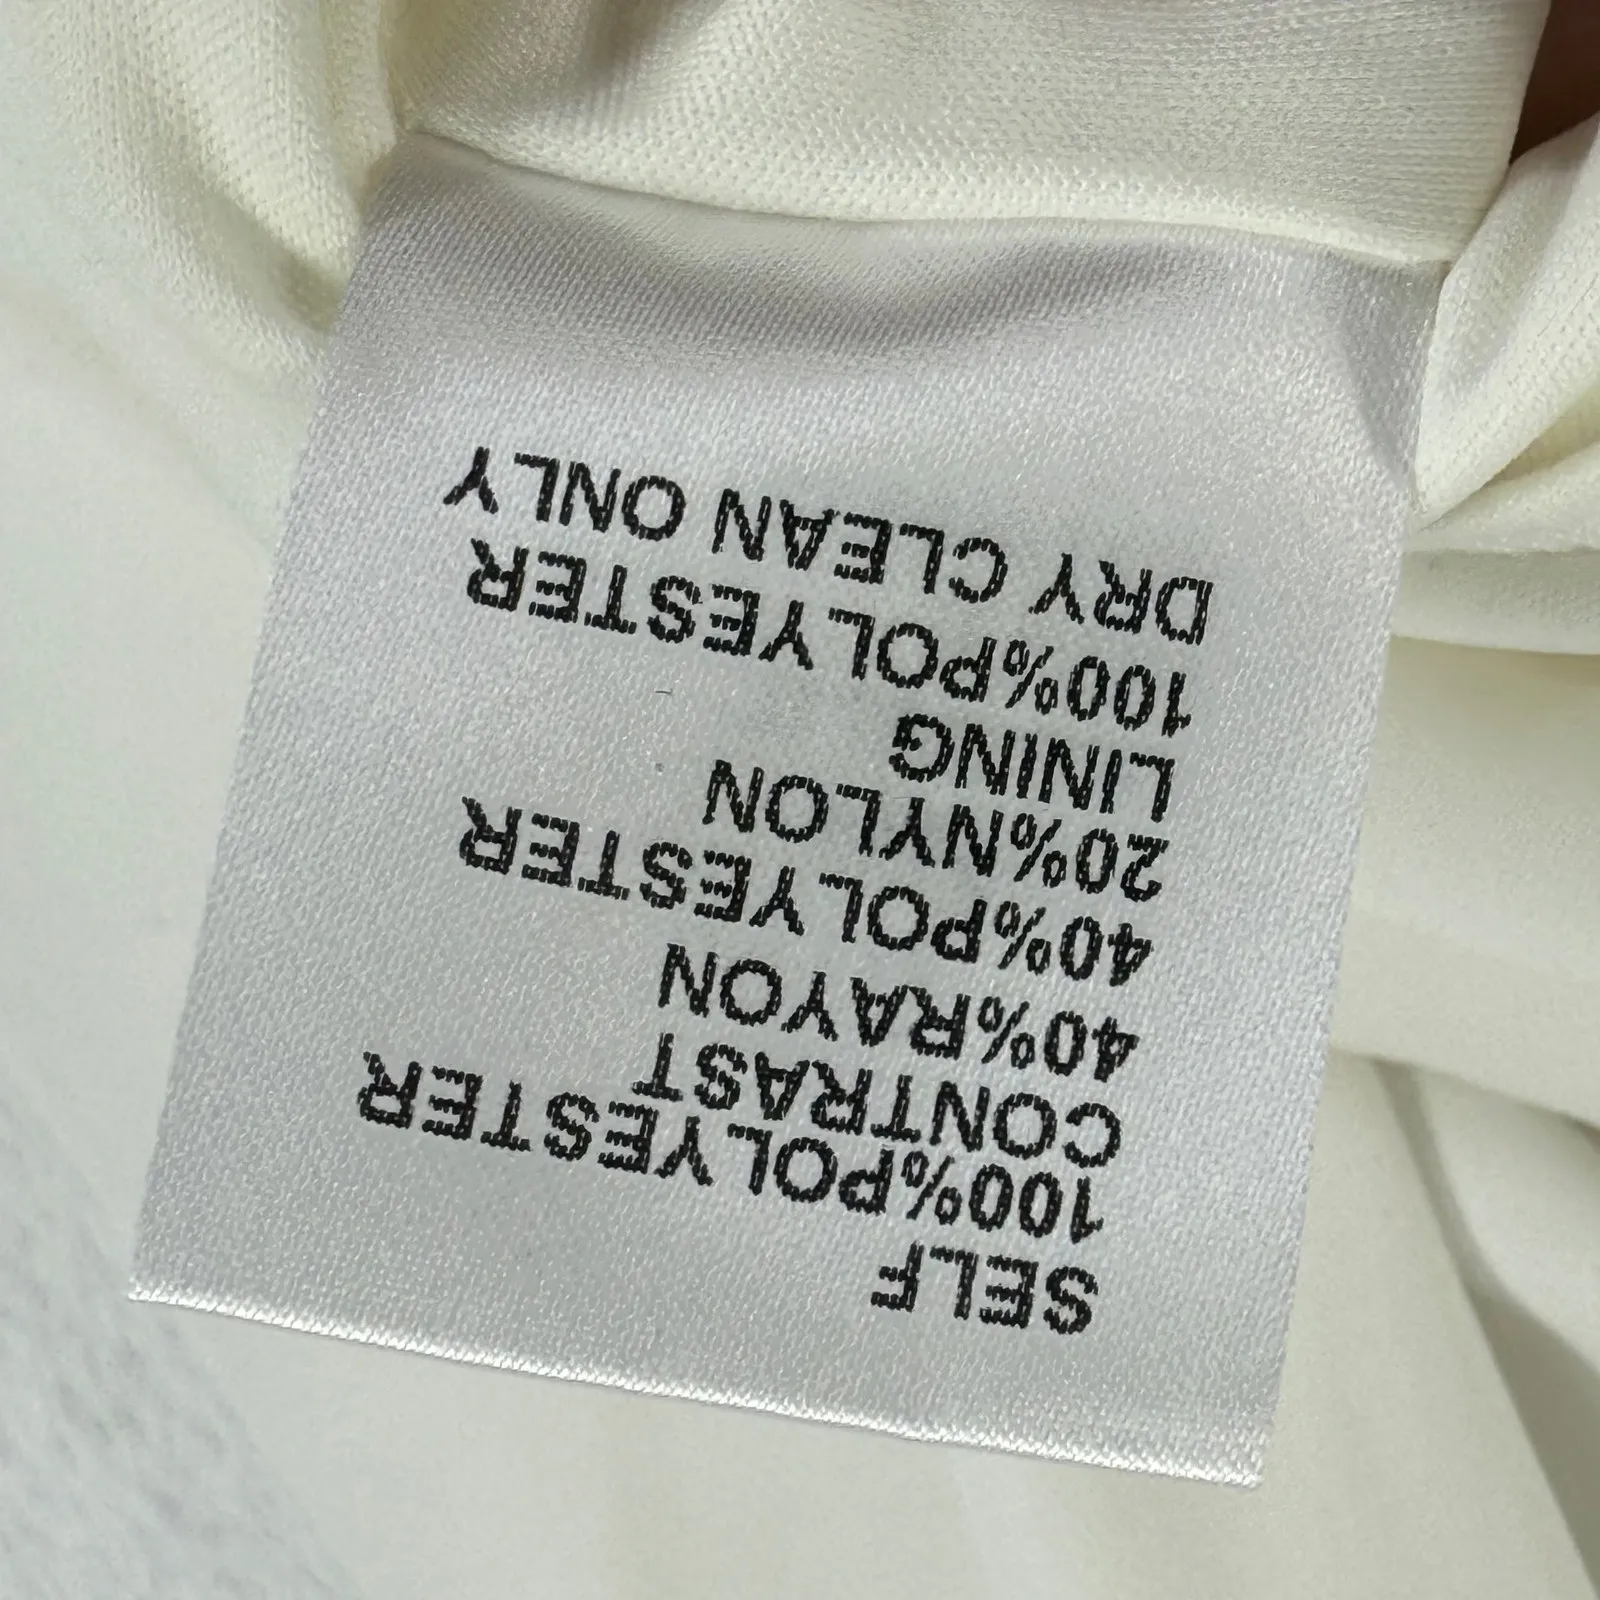 SELF
100%POLYESTER
CONTRAST
40%RAYON
40%POLYESTER
20%NYLON
LINING
100%POLYESTER
DRY CLEAN ONLY